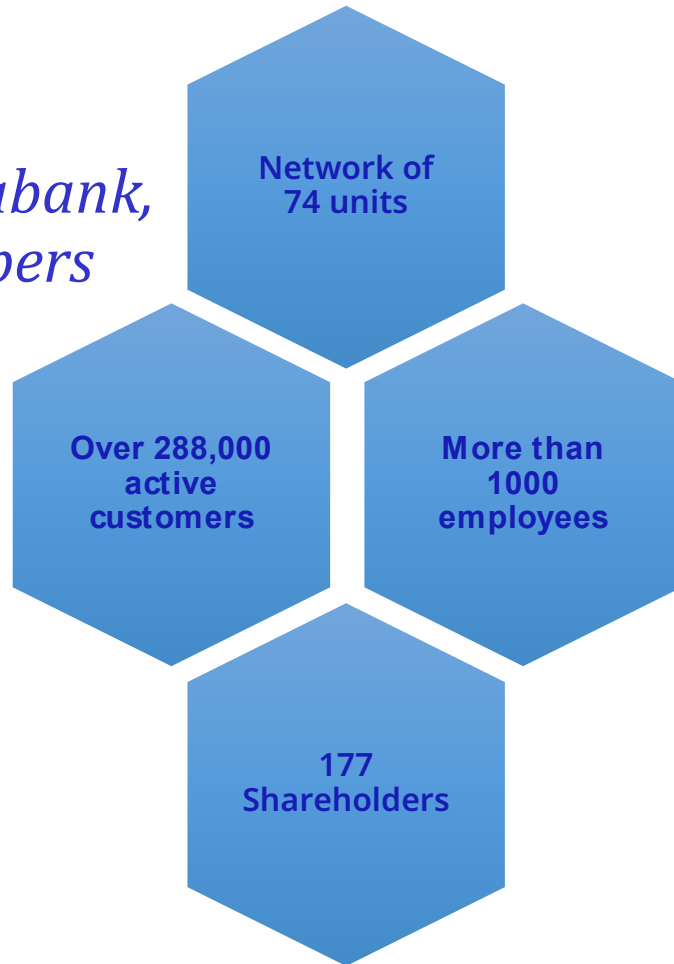 Network of
74 units
Over 288,000
active
customers
More than
1000
employees
177
Shareholders